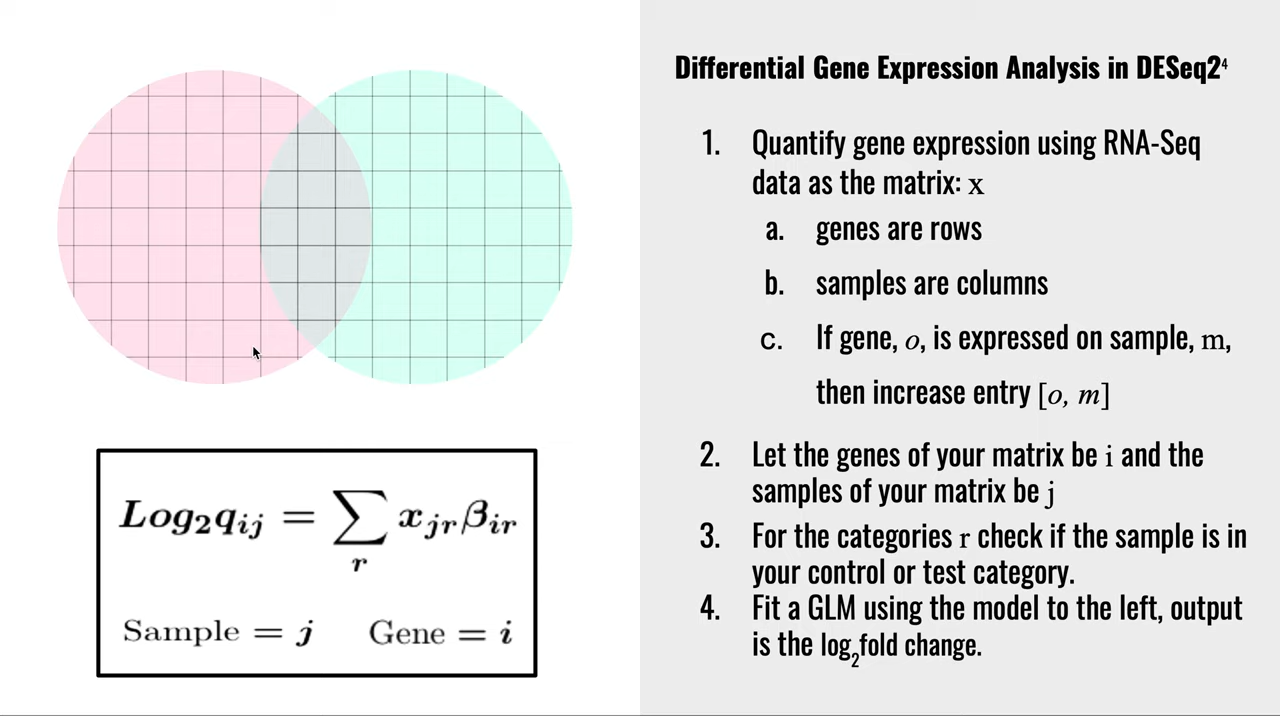 Differential Gene Expression Analysis in DESeq2⁴
1. Quantify gene expression using RNA-Seq
data as the matrix: x
a. genes are rows
b. samples are columns
c. If gene, o, is expressed on sample, m,
then increase entry [o, m]
2. Let the genes of your matrix be i and the
samples of your matrix be j
3. For the categories r check if the sample is in
your control or test category.
4. Fit a GLM using the model to the left, output
is the log₂fold change.
Log₂qᵢⱼ = ∑ xⱼᵣβᵢᵣ
r
Sample = j Gene = i